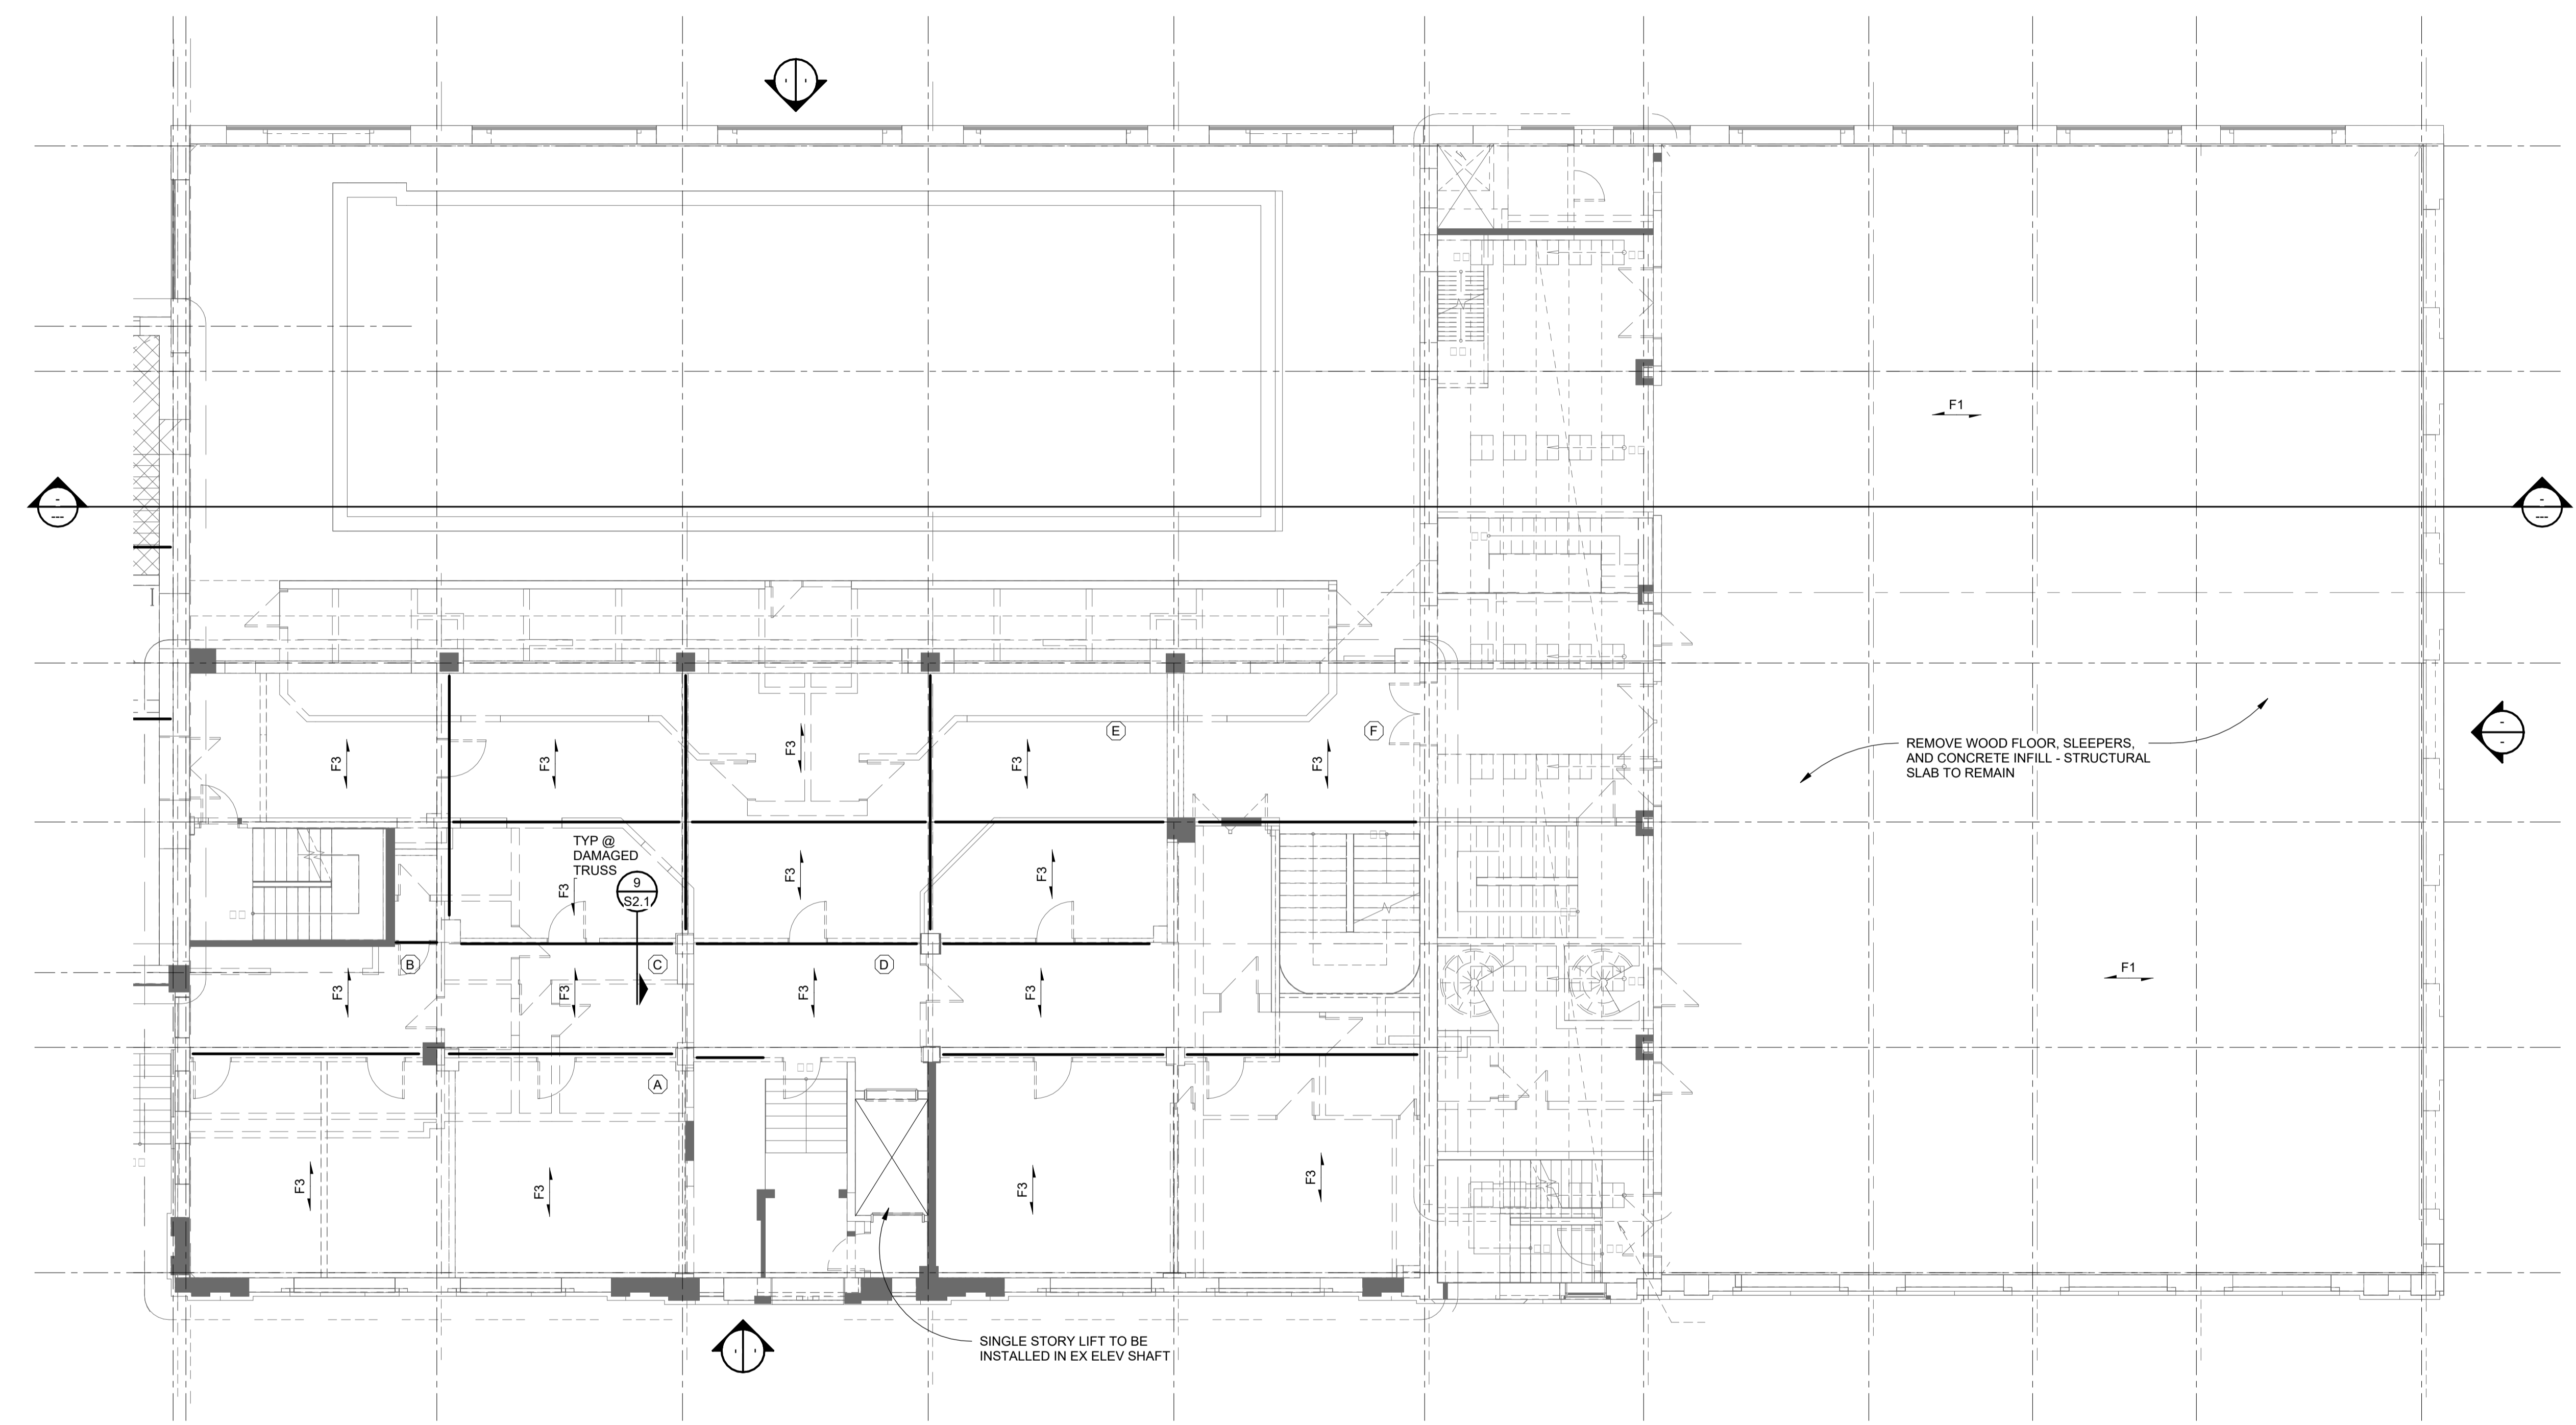 F1
-
---
-
---
E
F
F3
F3
F3
F3
F3
-
-
REMOVE WOOD FLOOR, SLEEPERS,
AND CONCRETE INFILL - STRUCTURAL
SLAB TO REMAIN
TYP @
DAMAGED
TRUSS
F3
9
S2.1
F3
F3
B
C
D
F1
F3
F3
F3
F3
A
F3
F3
F3
F3
SINGLE STORY LIFT TO BE
INSTALLED IN EX ELEV SHAFT